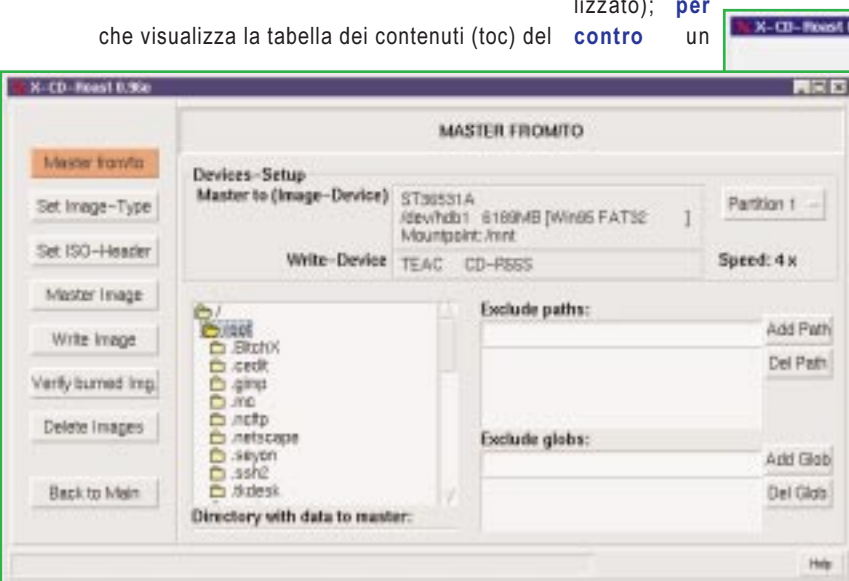 lizzato); per
che visualizza la tabella dei contenuti (toc) del contro un
X-CD-Roast
X-CD-Roast 0.96e
MASTER FROM/TO
Master from/to
Set Image-Type
Set ISO-Header
Master Image
Write Image
Verify burned Img.
Delete Images
Back to Main
Devices-Setup
Master to (Image-Device)
ST36531A
/dev/hdb1 6189MB [Win95 FAT32 ]
Mountpoint: /mnt
Partition 1
Write-Device
TEAC CD-R55S
Speed: 4 x
/
/root
.BitchX
.cedit
.gimp
.mc
.ncftp
.netscape
.seyon
.ssh2
.tkdesk
Directory with data to master:
Exclude paths:
Add Path
Del Path
Exclude globs:
Add Glob
Del Glob
Help